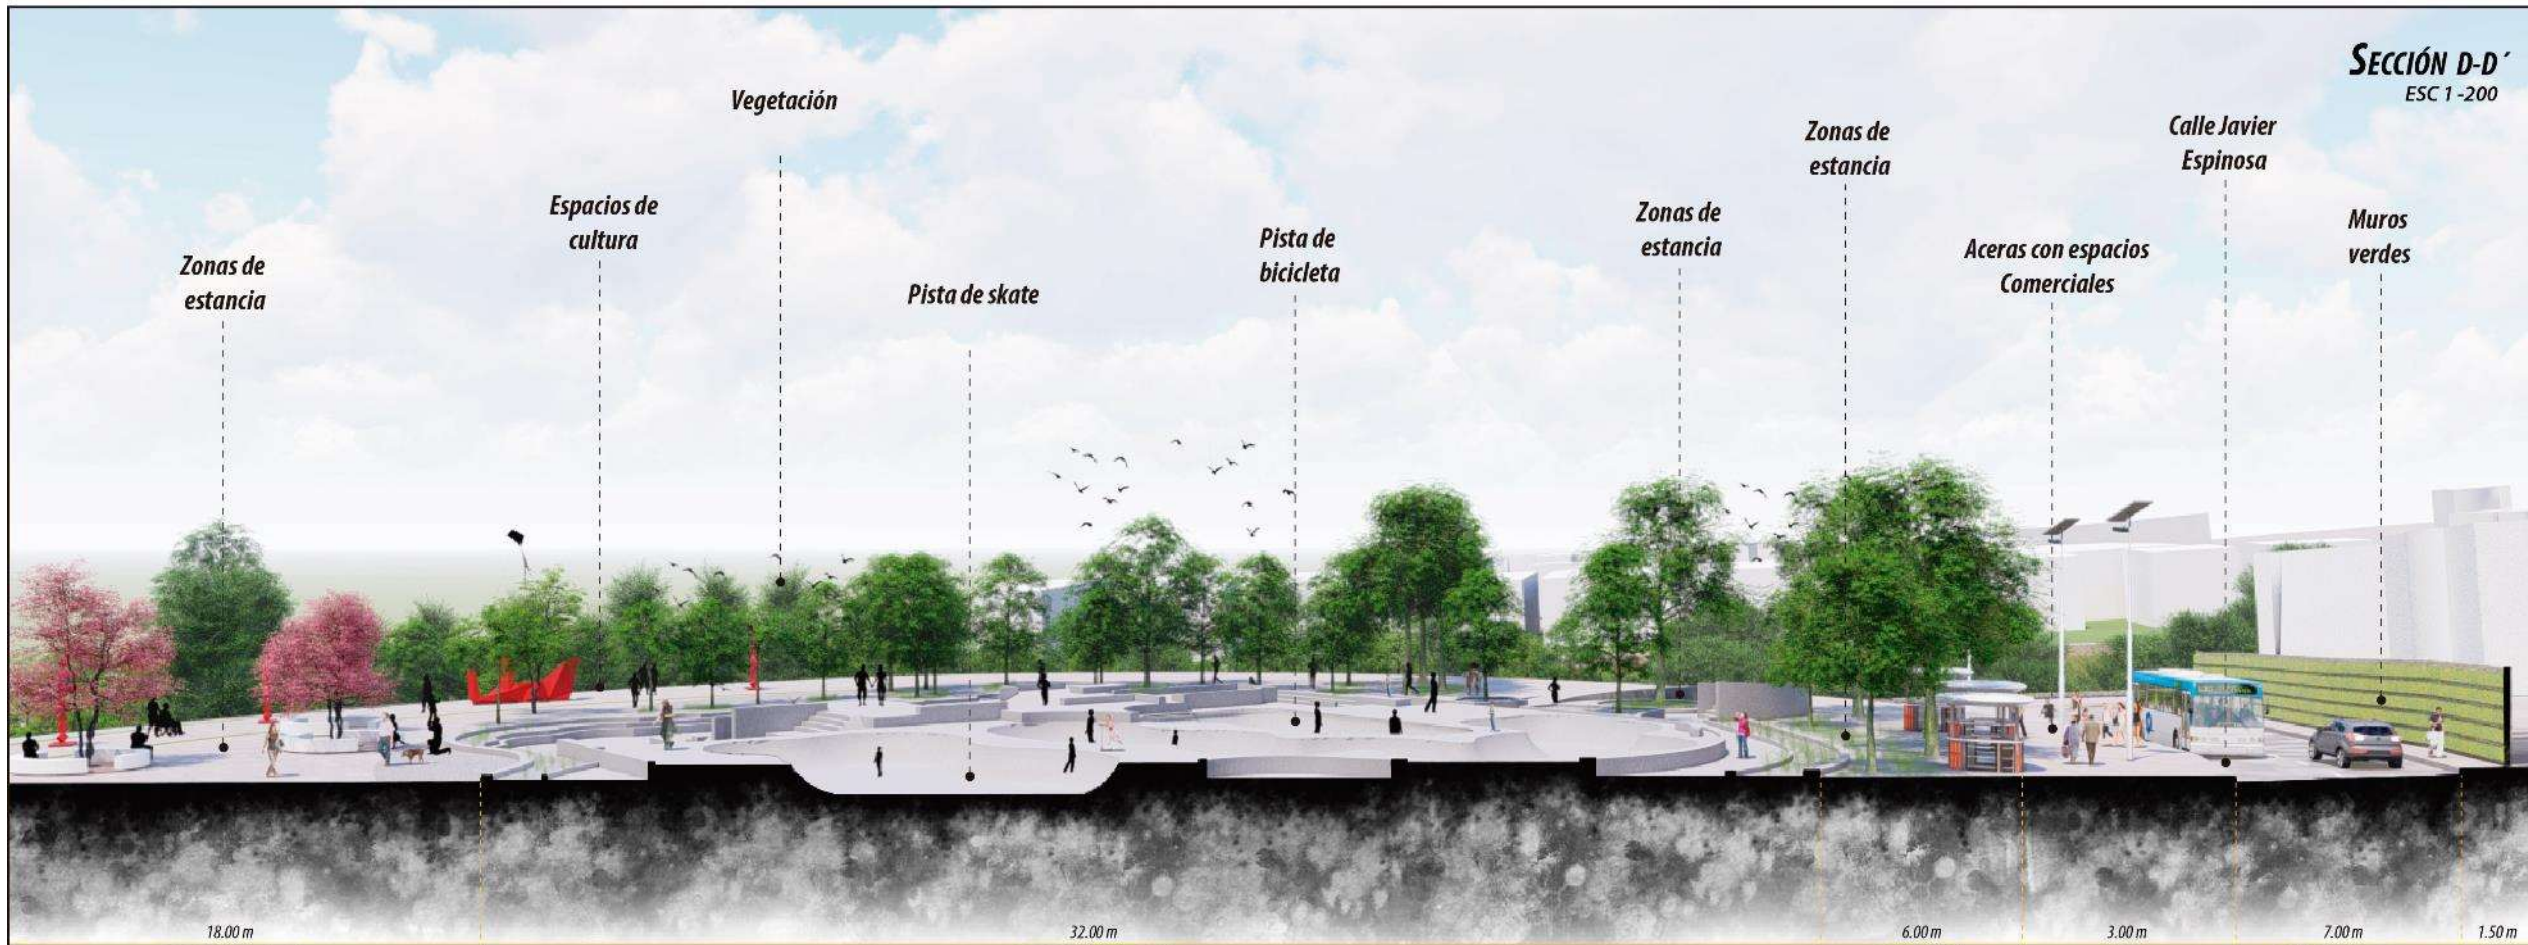 SECCIÓN D-D´
ESC 1 -200
Vegetación
Zonas de
estancia
Calle Javier
Espinosa
Espacios de
cultura
Zonas de
estancia
Muros
verdes
Pista de
bicicleta
Aceras con espacios
Comerciales
Zonas de
estancia
Pista de skate
18.00 m
32.00 m
6.00 m
3.00 m
7.00 m
1.50 m